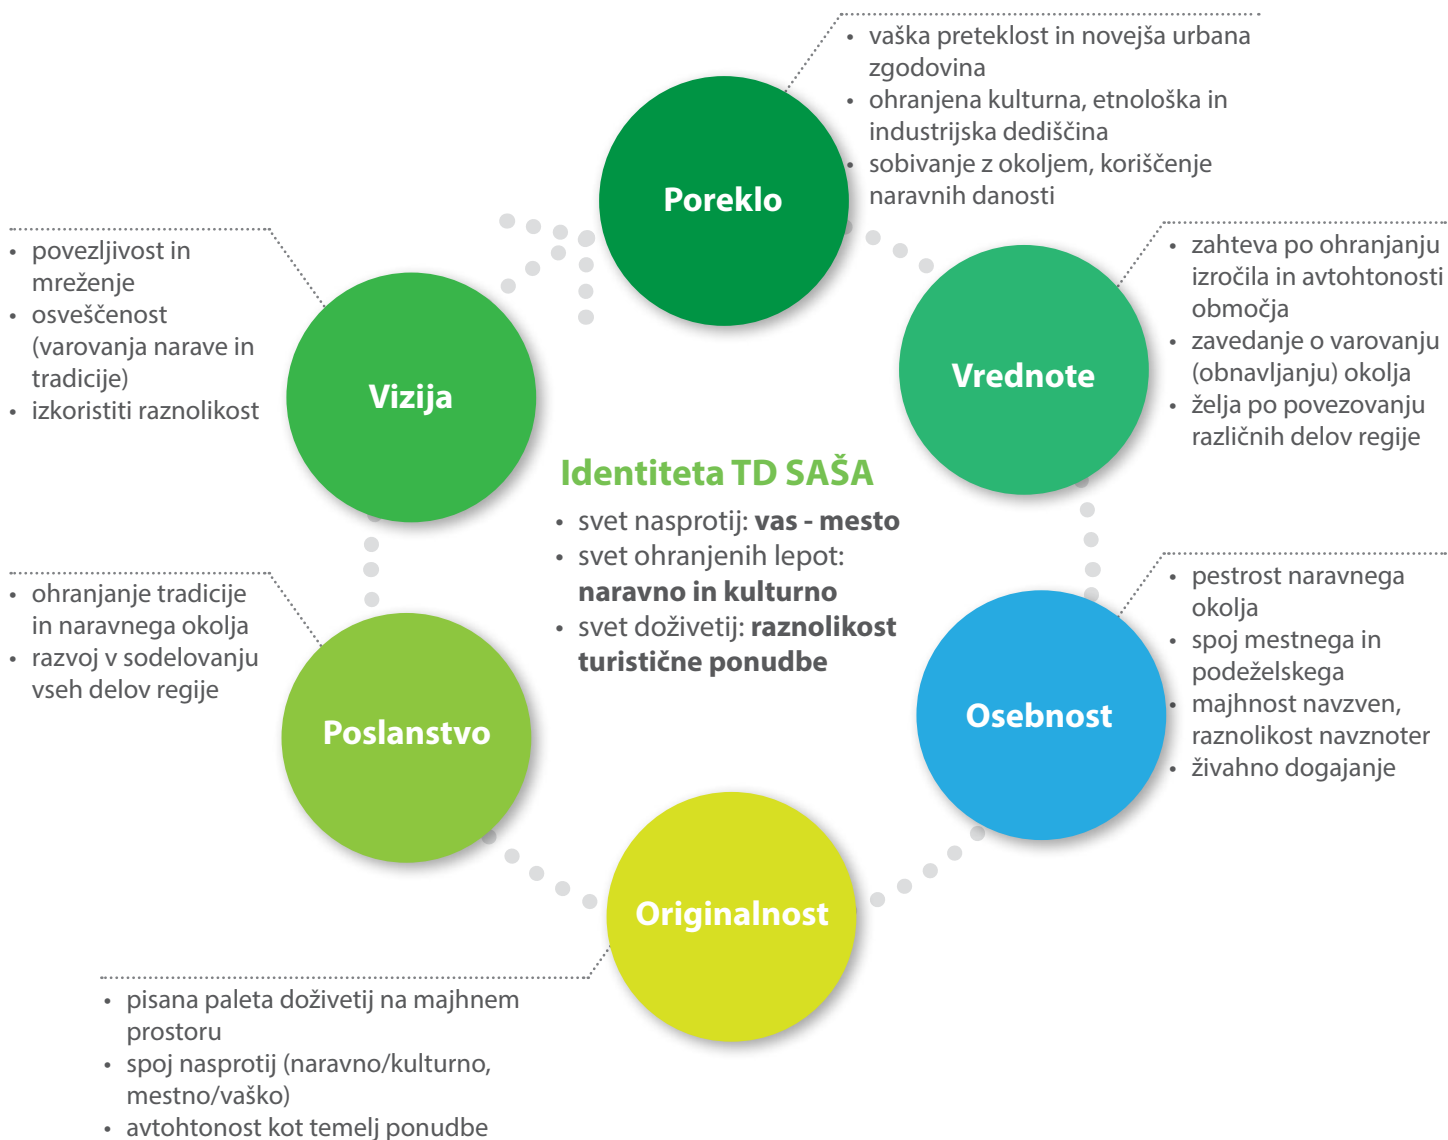 • vaška preteklost in novejša urbana
zgodovina
• ohranjena kulturna, etnološka in
industrijska dediščina
• sobivanje z okoljem, koriščenje
naravnih danosti
Poreklo
• zahteva po ohranjanju
izročila in avtohtonosti
območja
• zavedanje o varovanju
(obnavljanju) okolja
• želja po povezovanju
različnih delov regije
Vrednote
• povezljivost in
mreženje
• osveščenost
(varovanja narave in
tradicije)
• izkoristiti raznolikost
Vizija
Identiteta TD SAŠA
• svet nasprotij: vas - mesto
• svet ohranjenih lepot:
naravno in kulturno
• svet doživetij: raznolikost
turistične ponudbe
• pestrost naravnega
okolja
• spoj mestnega in
podeželskega
• majhnost navzven,
raznolikost navznoter
• živahno dogajanje
Osebnost
• ohranjanje tradicije
in naravnega okolja
• razvoj v sodelovanju
vseh delov regije
Poslanstvo
Originalnost
• pisana paleta doživetij na majhnem
prostoru
• spoj nasprotij (naravno/kulturno,
mestno/vaško)
• avtohtonost kot temelj ponudbe